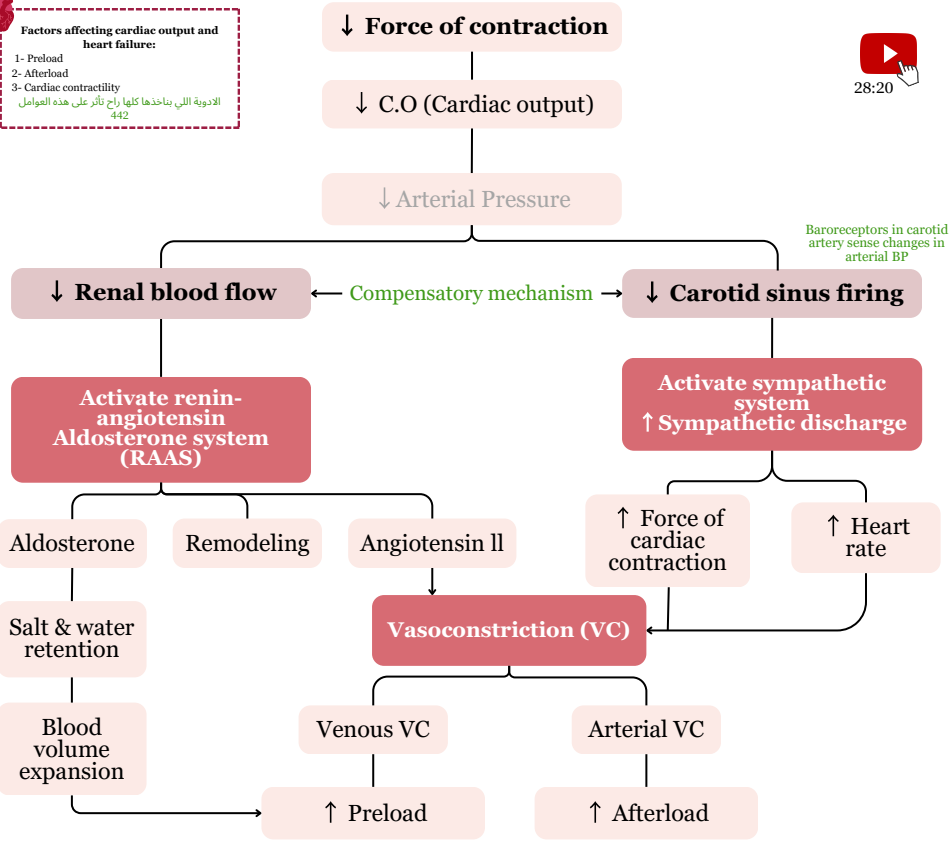 Factors affecting cardiac output and
heart failure:
1- Preload
2- Afterload
3- Cardiac contractility
الادوية اللي بناخذها كلها راح تأثر على هذه العوامل
442
↓ Force of contraction
28:20
↓ C.O (Cardiac output)
↓ Arterial Pressure
Baroreceptors in carotid
artery sense changes in
arterial BP
↓ Renal blood flow
Compensatory mechanism
↓ Carotid sinus firing
Activate renin-
angiotensin
Aldosterone system
(RAAS)
Activate sympathetic
system
↑ Sympathetic discharge
Aldosterone
Remodeling
Angiotensin ll
↑ Force of
cardiac
contraction
↑ Heart
rate
Salt & water
retention
Vasoconstriction (VC)
Blood
volume
expansion
Venous VC
Arterial VC
↑ Preload
↑ Afterload